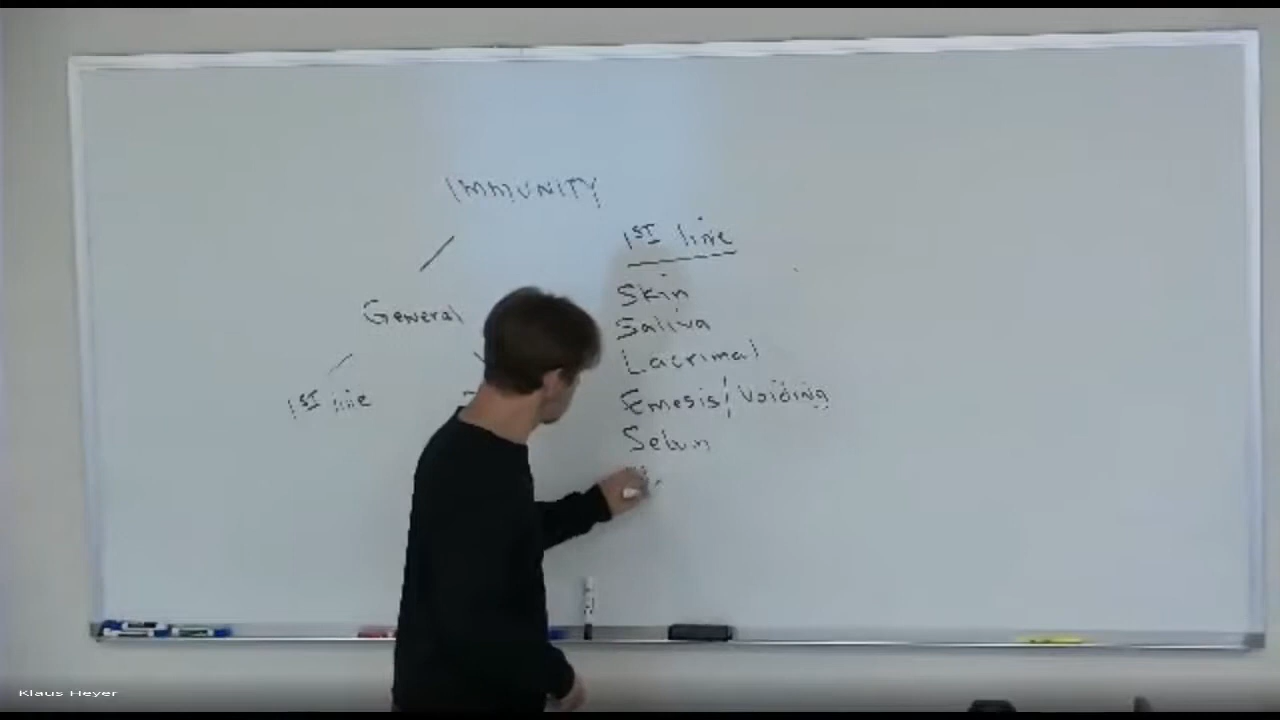 IMMUNITY
General
1ST line
1ST line
Skin
Saliva
Lacrimal
Emesis/Voiding
Sebum
Klaus Heyer